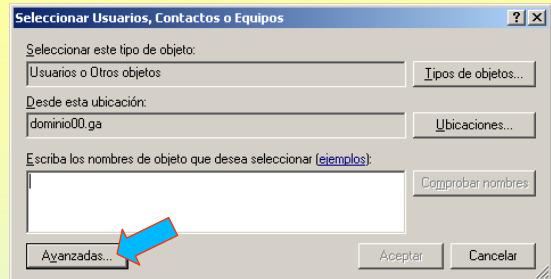 Seleccionar Usuarios, Contactos o Equipos
Seleccionar este tipo de objeto:
Usuarios o Otros objetos
Tipos de objetos...
Desde esta ubicación:
dominio00.ga
Ubicaciones...
Escriba los nombres de objeto que desea seleccionar (ejemplos):
Comprobar nombres
Avanzadas...
Aceptar
Cancelar